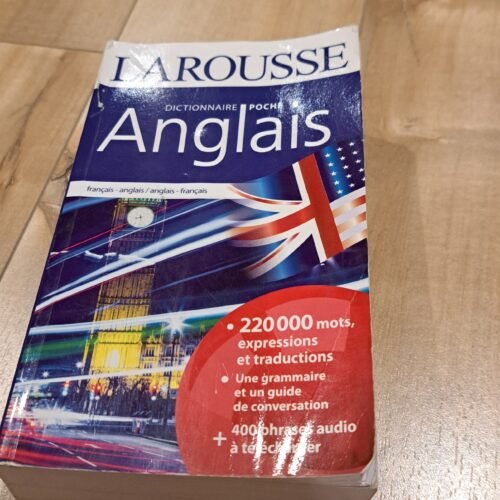 LAROUSSE
DICTIONNAIRE POCHE
Anglais
français - anglais / anglais - français
• 220 000 mots,
expressions
et traductions
• Une grammaire
et un guide
de conversation
+ 400 phrases audio
à télécharger